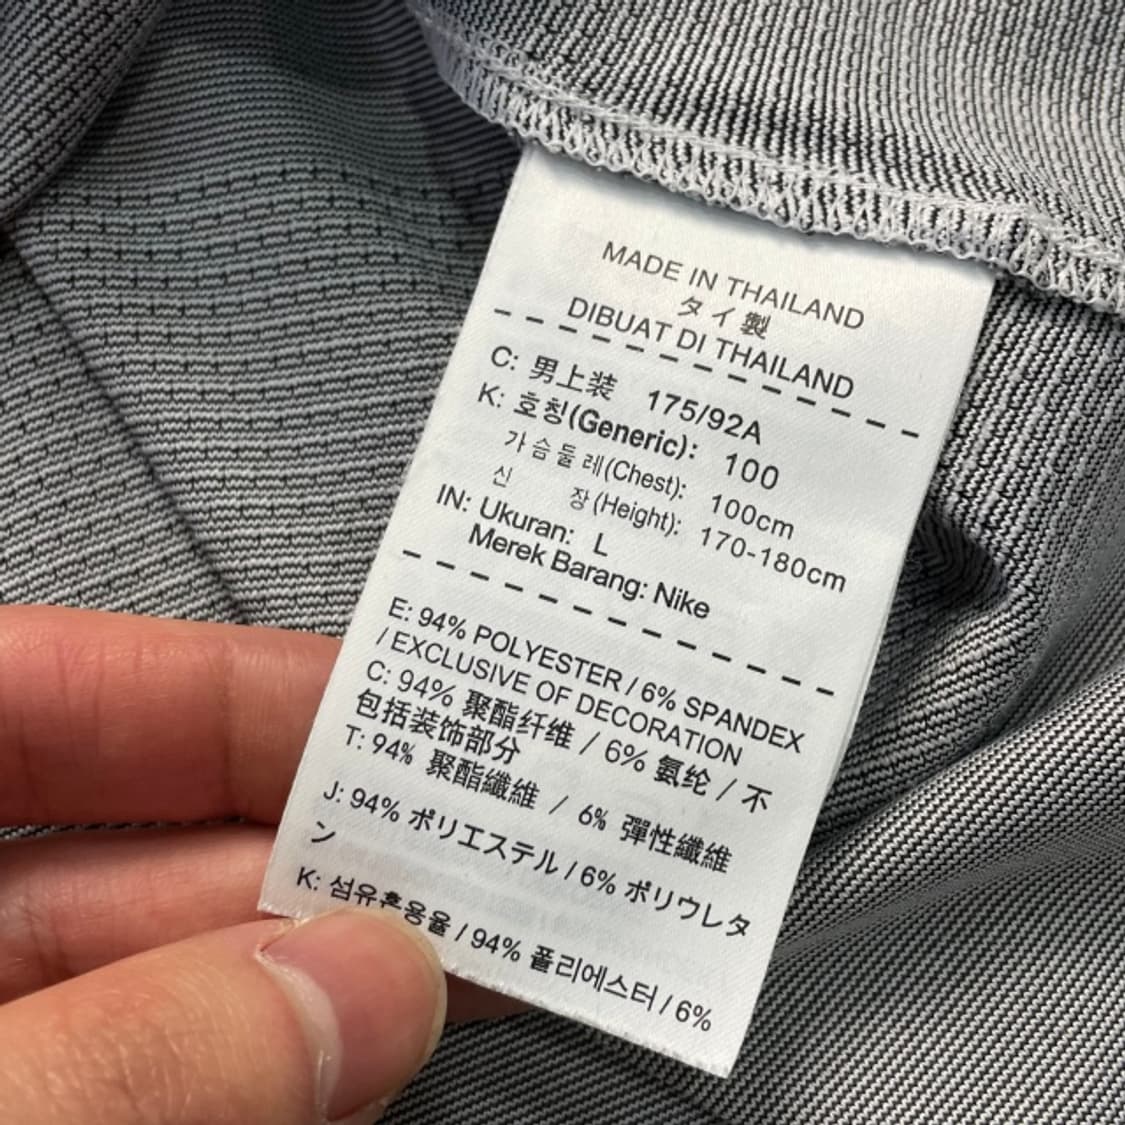 MADE IN THAILAND
タイ製
DIBUAT DI THAILAND
C: 男上装 175/92A
K: 호칭(Generic): 100
가슴둘레(Chest): 100cm
신 장(Height): 170-180cm
IN: Ukuran: L
Merek Barang: Nike
E: 94% POLYESTER / 6% SPANDEX
/ EXCLUSIVE OF DECORATION
C: 94% 聚酯纤维 / 6% 氨纶 / 不
包括装饰部分
T: 94% 聚酯纖維 / 6% 彈性纖維
J: 94% ポリエステル / 6% ポリウレタ
ン
K: 섬유혼용율 / 94% 폴리에스터 / 6%